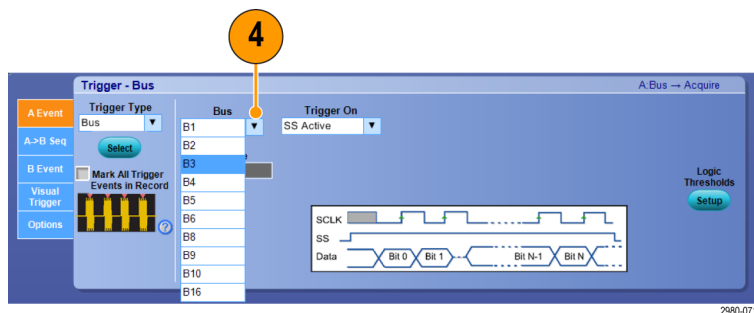 4
Trigger - Bus
A:Bus → Acquire
A Event
A->B Seq
B Event
Visual
Trigger
Options
Trigger Type
Bus
Select
Mark All Trigger
Events in Record
?
Bus
B1
B2
B3
B4
B5
B6
B8
B9
B10
B16
Trigger On
SS Active
SCLK
SS
Data
Bit 0
Bit 1
Bit N-1
Bit N
Logic
Thresholds
Setup